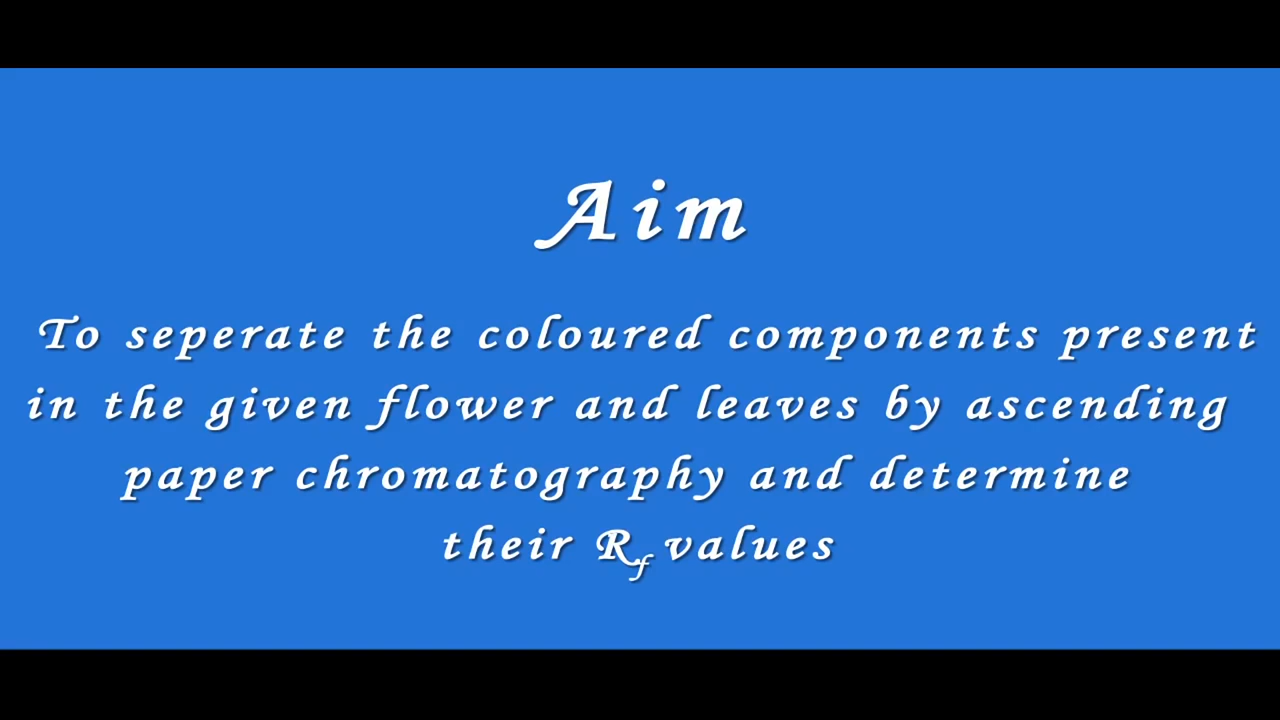 Aim
To seperate the coloured components present
in the given flower and leaves by ascending
paper chromatography and determine
their Rf values